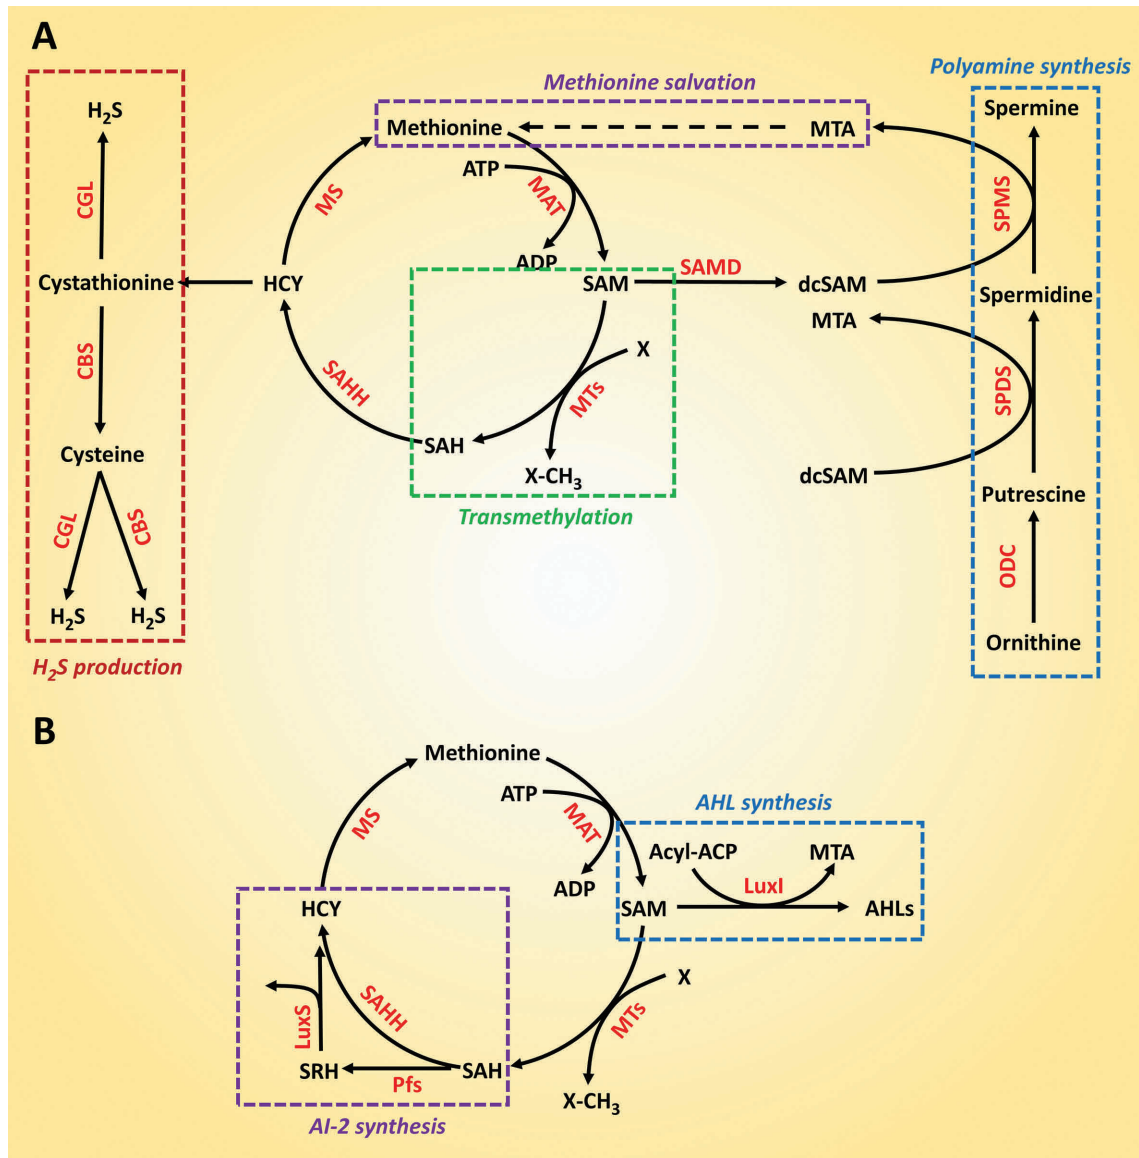 A
Methionine salvation
Polyamine synthesis
H₂S
Methionine
MTA
Spermine
ATP
CGL
MS
MAT
SPMS
ADP
Cystathionine
HCY
SAM
SAMD
dcSAM
Spermidine
MTA
X
CBS
SAHH
MTs
SPDS
SAH
Cysteine
X-CH₃
dcSAM
Putrescine
Transmethylation
CGL
CBS
ODC
H₂S
H₂S
Ornithine
H₂S production
B
Methionine
ATP
AHL synthesis
MS
MAT
Acyl-ACP
MTA
ADP
LuxI
HCY
SAM
AHLs
X
SAHH
LuxS
MTs
SRH
Pfs
SAH
X-CH₃
AI-2 synthesis